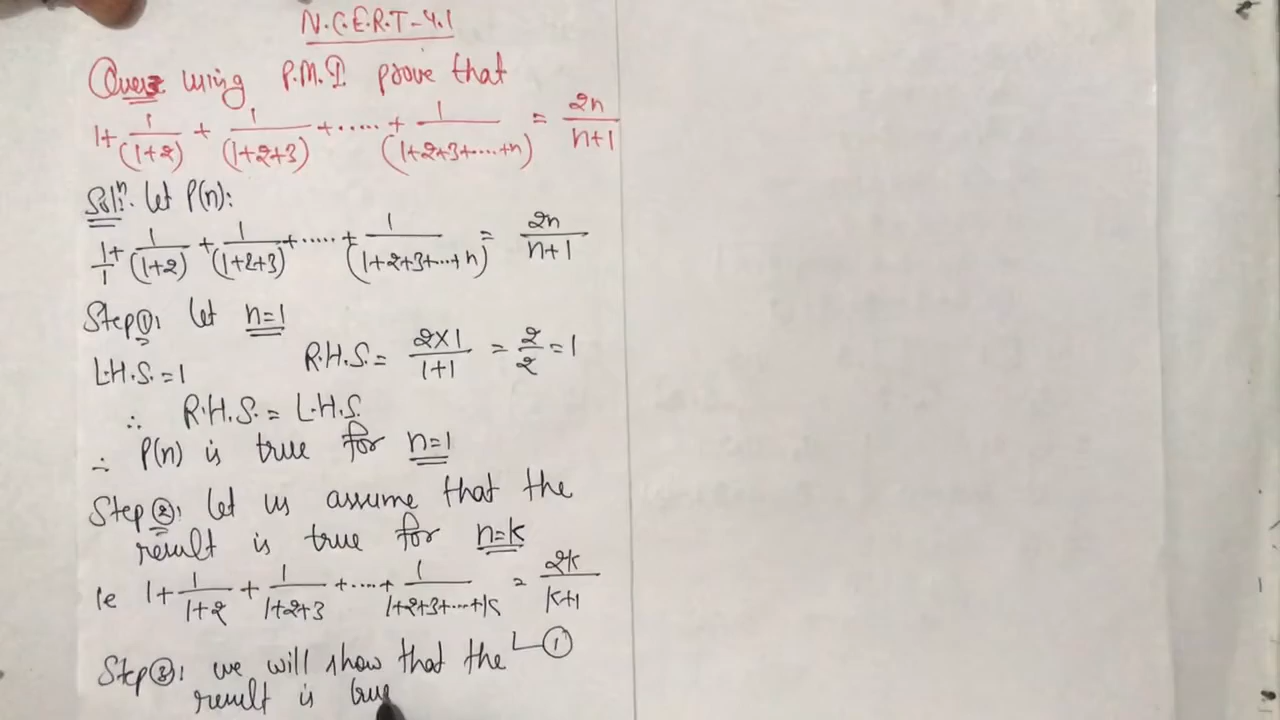 N.C.E.R.T-4.1
Ques3 using P.M.I. prove that
1+ 1/(1+2) + 1/(1+2+3) +.....+ 1/(1+2+3+....+n) = 2n/n+1
Solⁿ: let P(n):
1/1 + 1/(1+2) + 1/(1+2+3) +.....+ 1/(1+2+3+...+n) = 2n/n+1
Step①: let n=1
L.H.S.=1 R.H.S.= 2×1/1+1 = 2/2 =1
∴ R.H.S.= L.H.S.
∴ P(n) is true for n=1
Step②: let us assume that the
result is true for n=k
ie 1+ 1/1+2 + 1/1+2+3 +....+ 1/1+2+3+...+k = 2k/k+1
①
Step③: we will show that the
result is true